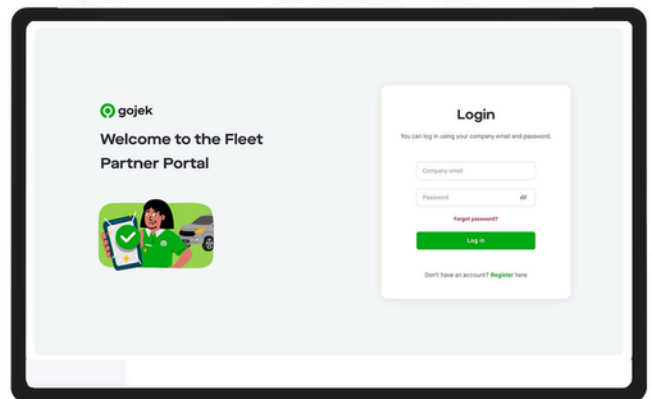 gojek
Welcome to the Fleet
Partner Portal
Login
You can log in using your company email and password.
Company email
Password
Forgot password?
Log in
Don't have an account? Register here